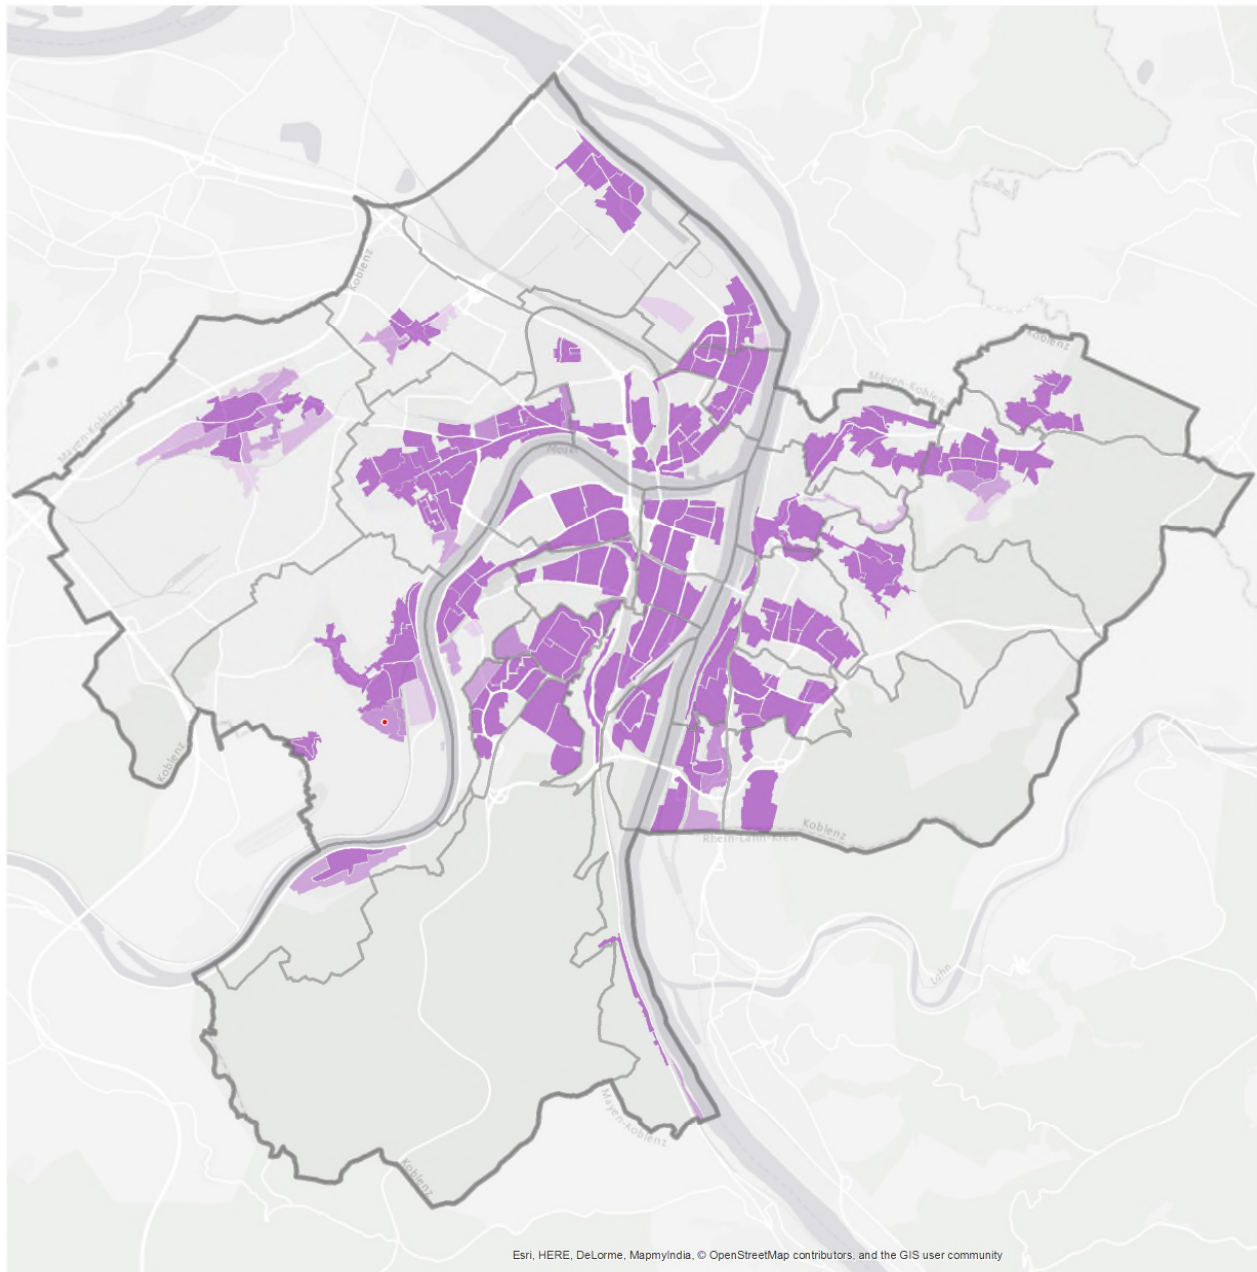 Koblenz
Koblenz
Mayen-Koblenz
Mayen-Koblenz
Mosel
Koblenz
Koblenz
Rhein-Lahn-Kreis
Lahn
Mayen-Koblenz
Koblenz
Esri, HERE, DeLorme, MapmyIndia, © OpenStreetMap contributors, and the GIS user community